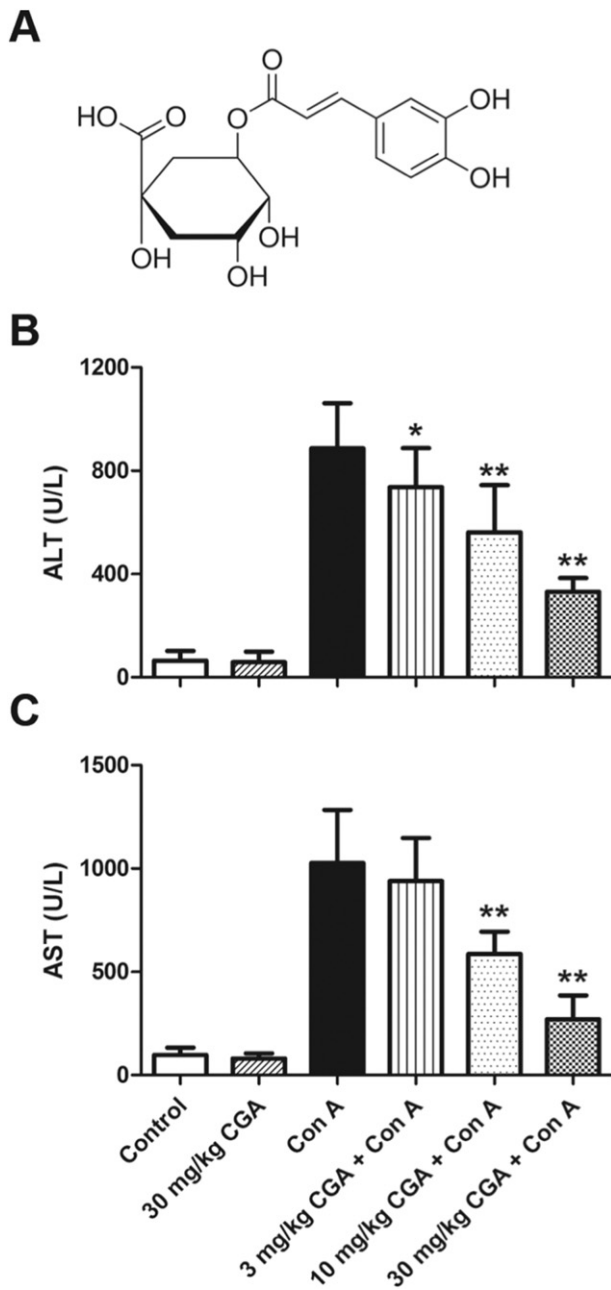 A
O
HO
O
O
OH
OH
OH
OH
OH
B
1200
800
400
0
ALT (U/L)
*
**
**
C
1500
1000
500
0
AST (U/L)
**
**
Control
30 mg/kg CGA
Con A
3 mg/kg CGA + Con A
10 mg/kg CGA + Con A
30 mg/kg CGA + Con A